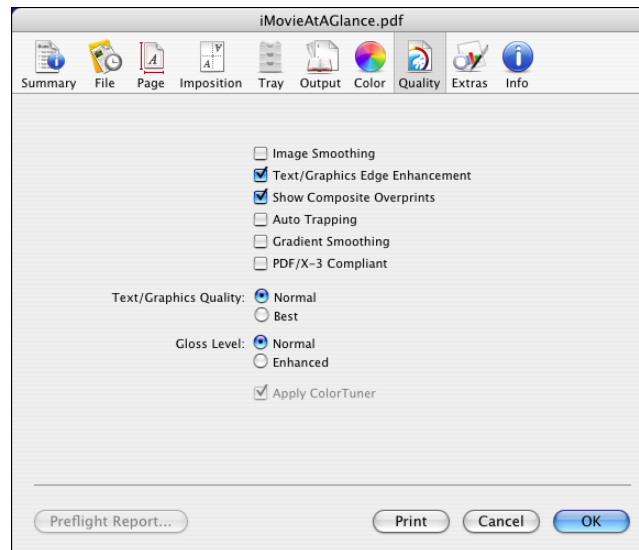 iMovieAtAGlance.pdf
Summary File Page Imposition Tray Output Color Quality Extras Info
Image Smoothing
Text/Graphics Edge Enhancement
Show Composite Overprints
Auto Trapping
Gradient Smoothing
PDF/X-3 Compliant
Text/Graphics Quality: Normal
Best
Gloss Level: Normal
Enhanced
Apply ColorTuner
Preflight Report... Print Cancel OK